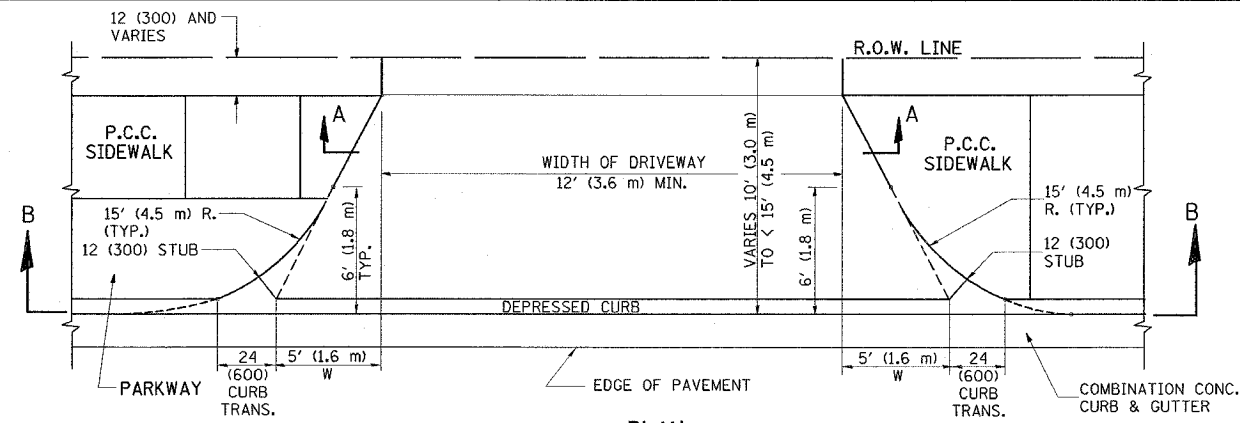 12 (300) AND
VARIES
R.O.W. LINE
A
A
P.C.C.
SIDEWALK
P.C.C.
SIDEWALK
WIDTH OF DRIVEWAY
12' (3.6 m) MIN.
VARIES 10' (3.0 m)
TO < 15' (4.5 m)
B
B
15' (4.5 m) R.
(TYP.)
12 (300) STUB
6' (1.8 m)
TYP.
6' (1.8 m)
15' (4.5 m)
R. (TYP.)
12 (300)
STUB
DEPRESSED CURB
PARKWAY
24
(600)
CURB
TRANS.
5' (1.6 m)
W
EDGE OF PAVEMENT
5' (1.6 m)
W
24
(600)
CURB
TRANS.
COMBINATION CONC.
CURB & GUTTER